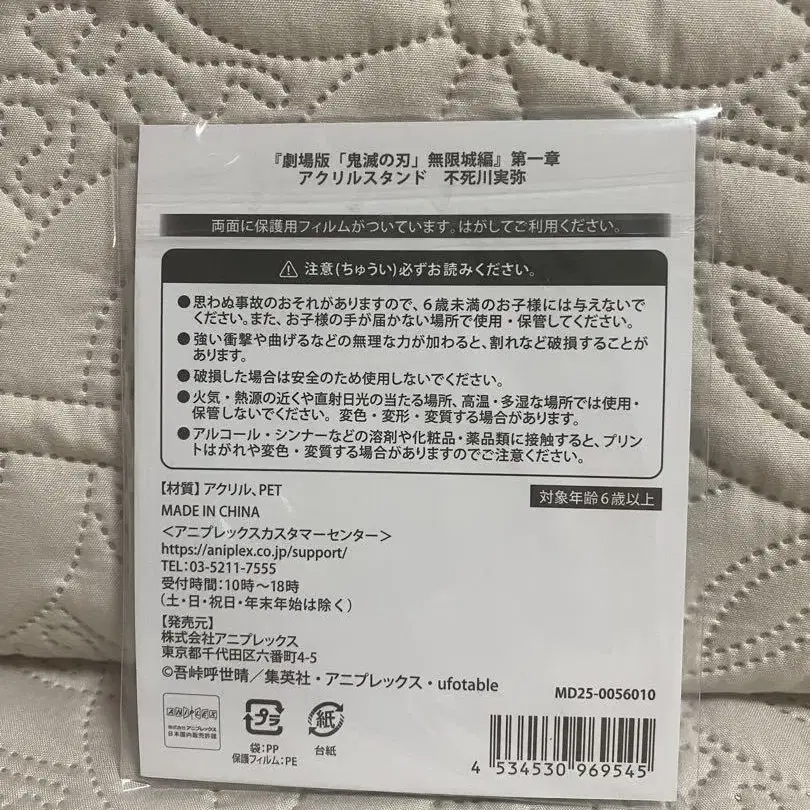 『劇場版「鬼滅の刃」無限城編』第一章
アクリルスタンド　不死川実弥
両面に保護用フィルムがついています。はがしてご利用ください。
⚠ 注意(ちゅうい)必ずお読みください。
●思わぬ事故のおそれがありますので、6歳未満のお子様には与えないで
ください。また、お子様の手が届かない場所で使用・保管してください。
●強い衝撃や曲げるなどの無理な力が加わると、割れなど破損することが
あります。
●破損した場合は安全のため使用しないでください。
●火気・熱源の近くや直射日光の当たる場所、高温・多湿な場所では使用・
保管しないでください。変色・変形・変質する場合があります。
●アルコール・シンナーなどの溶剤や化粧品・薬品類に接触すると、プリン
トはがれや変色・変質する場合がありますのでご注意ください。
【材質】アクリル、PET
対象年齢6歳以上
MADE IN CHINA
＜アニプレックスカスタマーセンター＞
https://aniplex.co.jp/support/
TEL:03-5211-7555
受付時間:10時～18時
(土・日・祝日・年末年始は除く)
【発売元】
株式会社アニプレックス
東京都千代田区六番町4-5
©吾峠呼世晴／集英社・アニプレックス・ufotable
MD25-0056010
ANIPLEX
株式会社アニプレックス
日本国内販売許諾
プラ
袋:PP
保護フィルム:PE
紙
台紙
4 534530 969545